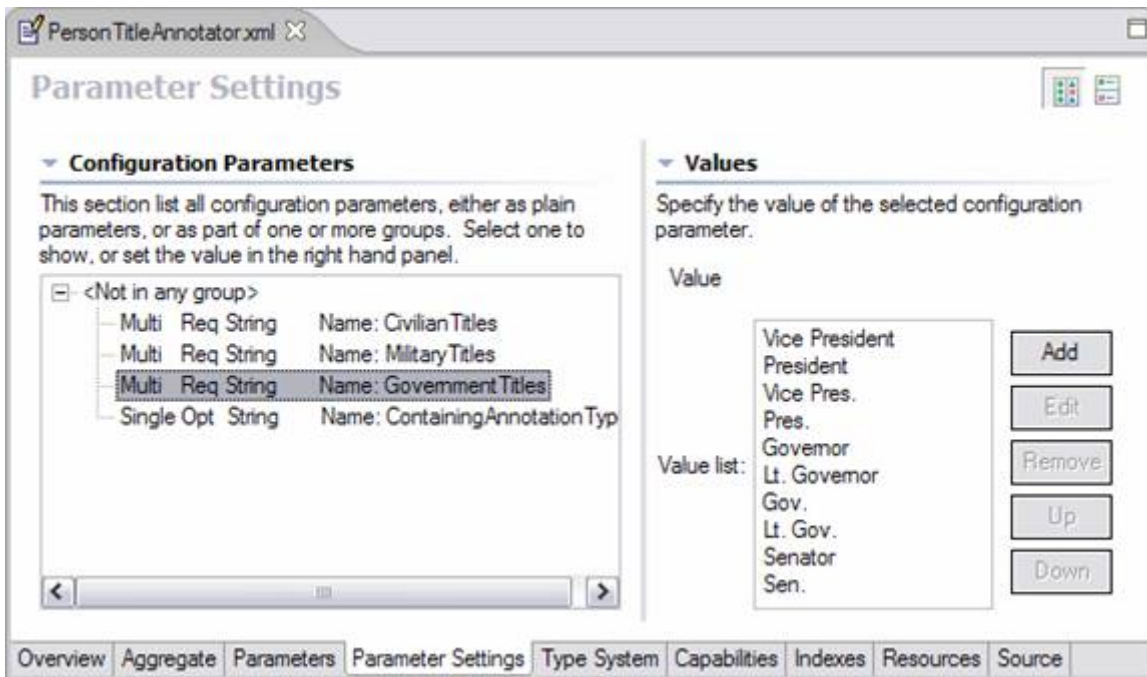 PersonTitleAnnotator.xml
Parameter Settings
Configuration Parameters
This section list all configuration parameters, either as plain
parameters, or as part of one or more groups. Select one to
show, or set the value in the right hand panel.
<Not in any group>
Multi Req String Name: CivilianTitles
Multi Req String Name: MilitaryTitles
Multi Req String Name: GovernmentTitles
Single Opt String Name: ContainingAnnotationTyp
Values
Specify the value of the selected configuration
parameter.
Value
Value list:
Vice President
President
Vice Pres.
Pres.
Governor
Lt. Governor
Gov.
Lt. Gov.
Senator
Sen.
Add
Edit
Remove
Up
Down
Overview Aggregate Parameters Parameter Settings Type System Capabilities Indexes Resources Source